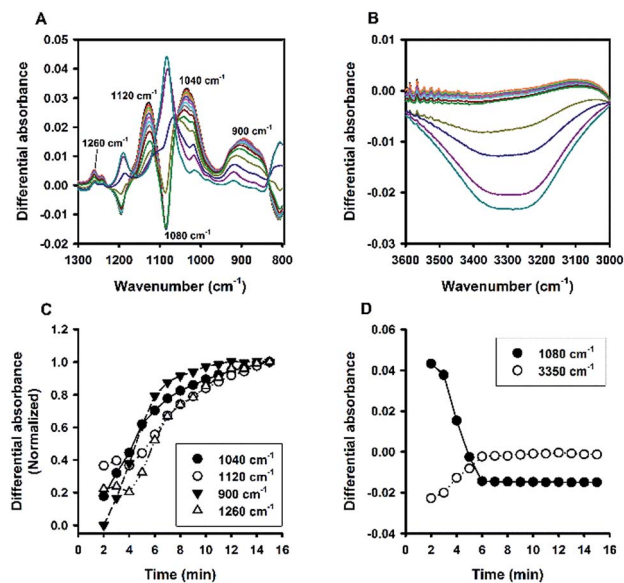 A
0.05
0.04
0.03
0.02
0.01
0.00
-0.01
-0.02
Differential absorbance
1260 cm-1
1120 cm-1
1040 cm-1
900 cm-1
1080 cm-1
1300 1200 1100 1000 900 800
Wavenumber (cm-1)
B
0.01
0.00
-0.01
-0.02
-0.03
Differential absorbance
3600 3500 3400 3300 3200 3100 3000
Wavenumber (cm-1)
C
1.2
1.0
0.8
0.6
0.4
0.2
0.0
Differential absorbance
(Normalized)
1040 cm-1
1120 cm-1
900 cm-1
1260 cm-1
0 2 4 6 8 10 12 14 16
Time (min)
D
0.06
0.04
0.02
0.00
-0.02
-0.04
Differential absorbance
1080 cm-1
3350 cm-1
0 2 4 6 8 10 12 14 16
Time (min)